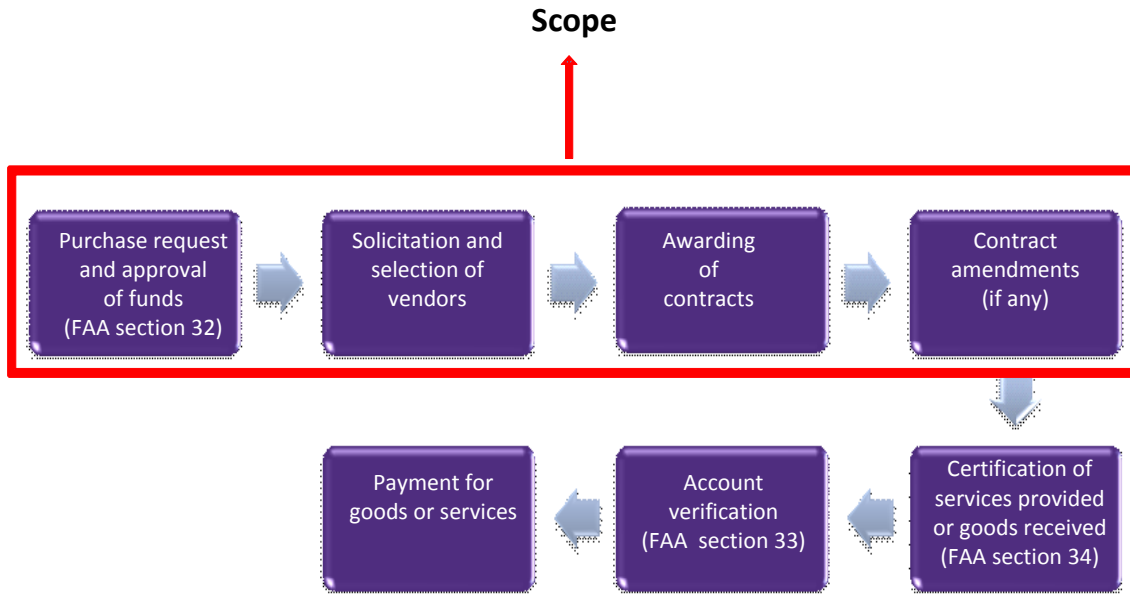 Scope
Purchase request
and approval
of funds
(FAA section 32)
Solicitation and
selection of
vendors
Awarding
of
contracts
Contract
amendments
(if any)
Certification of
services provided
or goods received
(FAA section 34)
Account
verification
(FAA section 33)
Payment for
goods or services